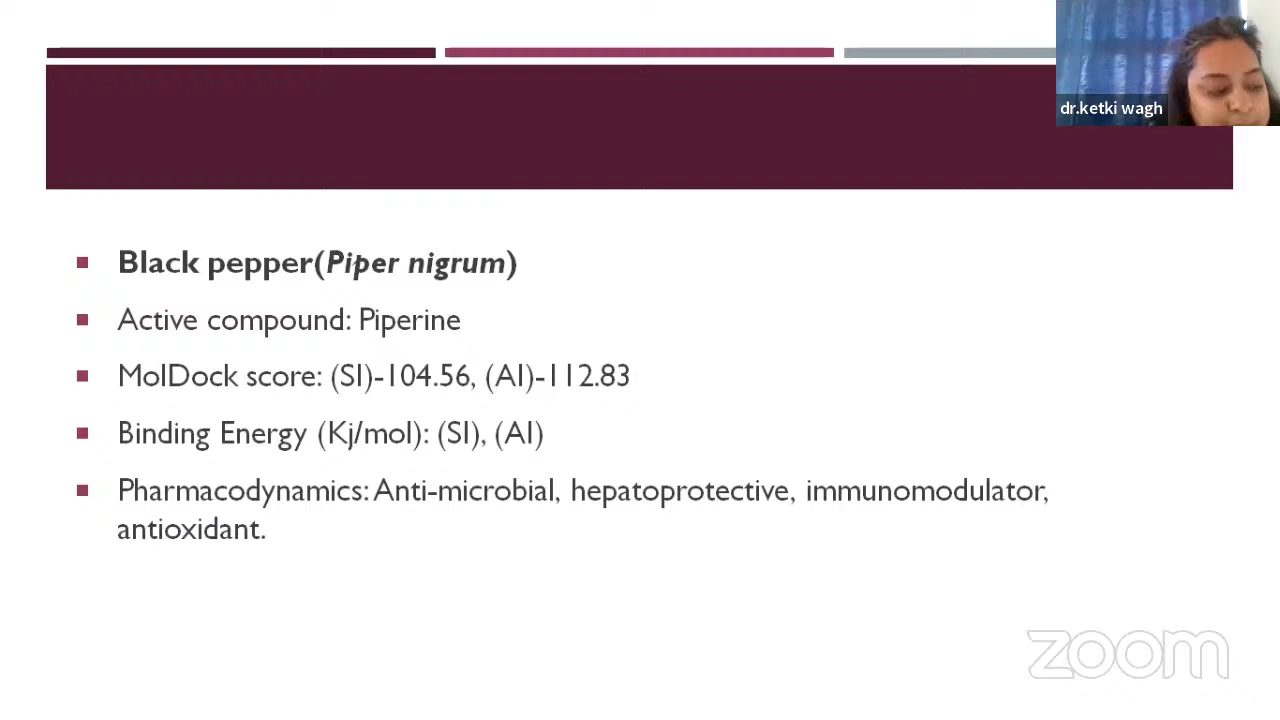 dr.ketki wagh
Black pepper(Piper nigrum)
Active compound: Piperine
MolDock score: (SI)-104.56, (AI)-112.83
Binding Energy (Kj/mol): (SI), (AI)
Pharmacodynamics: Anti-microbial, hepatoprotective, immunomodulator,
antioxidant.
zoom